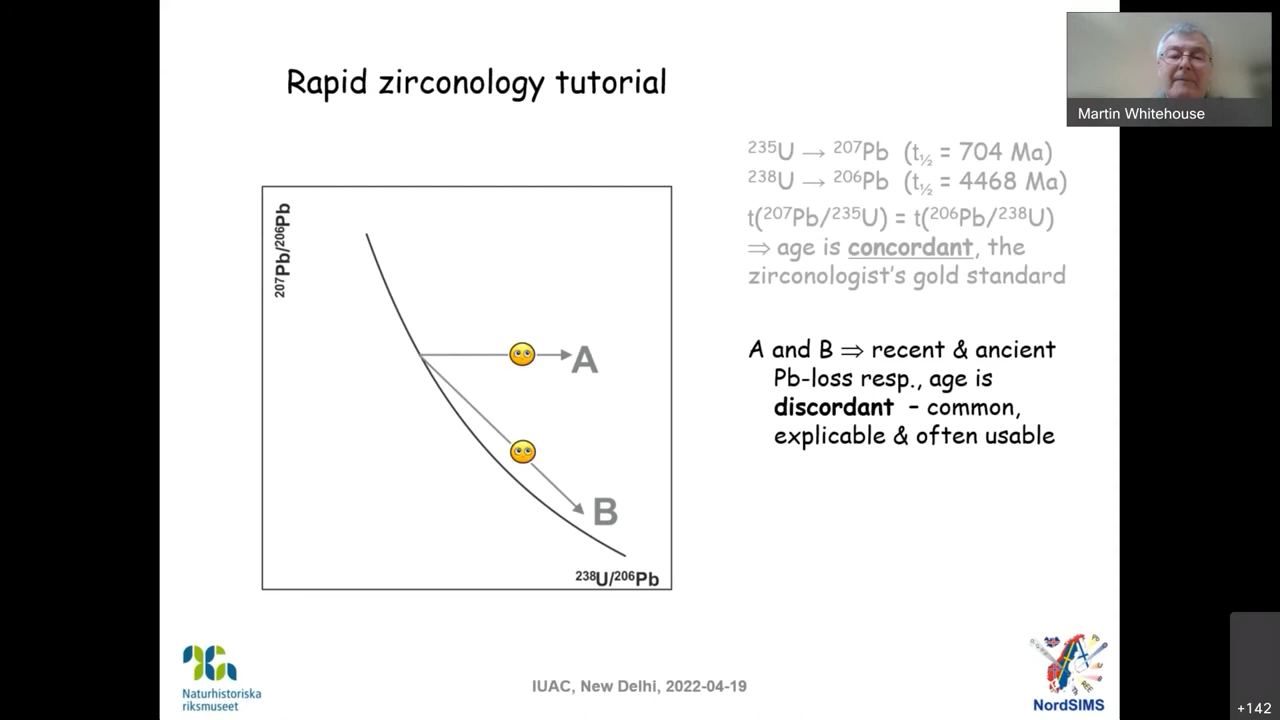 Rapid zirconology tutorial
Martin Whitehouse
²³⁵U → ²⁰⁷Pb (t½ = 704 Ma)
²³⁸U → ²⁰⁶Pb (t½ = 4468 Ma)
t(²⁰⁷Pb/²³⁵U) = t(²⁰⁶Pb/²³⁸U)
⇒ age is concordant, the
zirconologist's gold standard
²⁰⁷Pb/²⁰⁶Pb
A
B
²³⁸U/²⁰⁶Pb
A and B ⇒ recent & ancient
Pb-loss resp., age is
discordant – common,
explicable & often usable
Naturhistoriska
riksmuseet
IUAC, New Delhi, 2022-04-19
REE
NordSIMS
+142